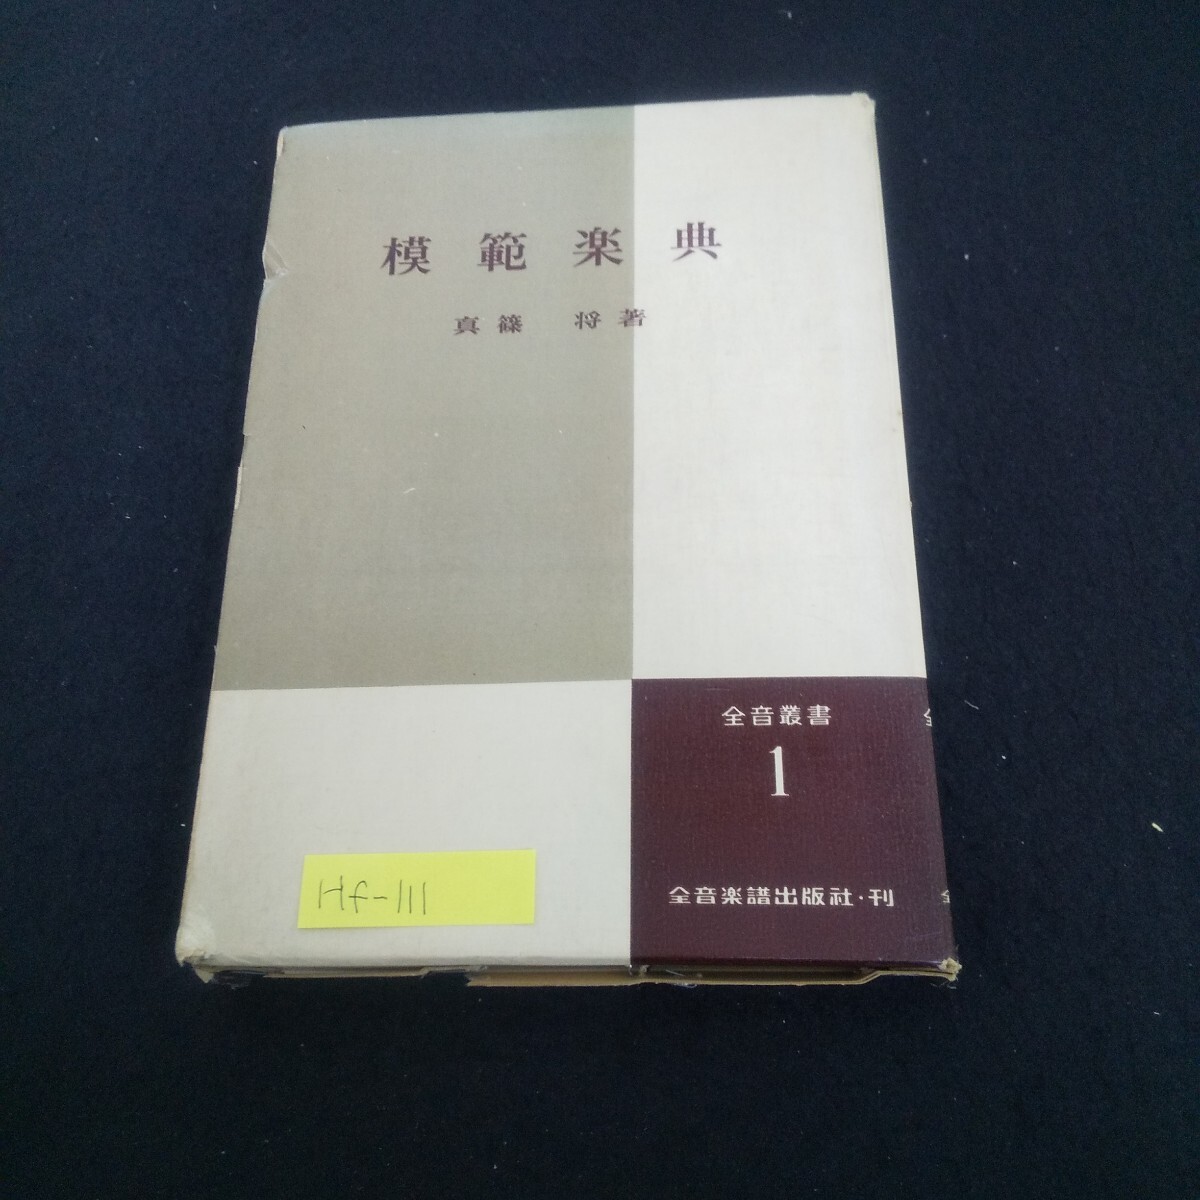 模範楽典
真篠 将著
全音叢書
1
全音楽譜出版社・刊
Hf-111